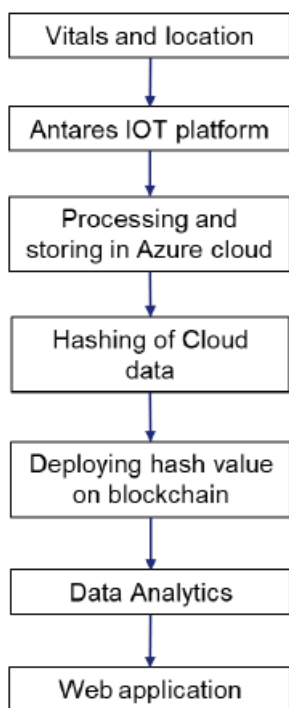 Vitals and location
Antares IOT platform
Processing and
storing in Azure cloud
Hashing of Cloud
data
Deploying hash value
on blockchain
Data Analytics
Web application